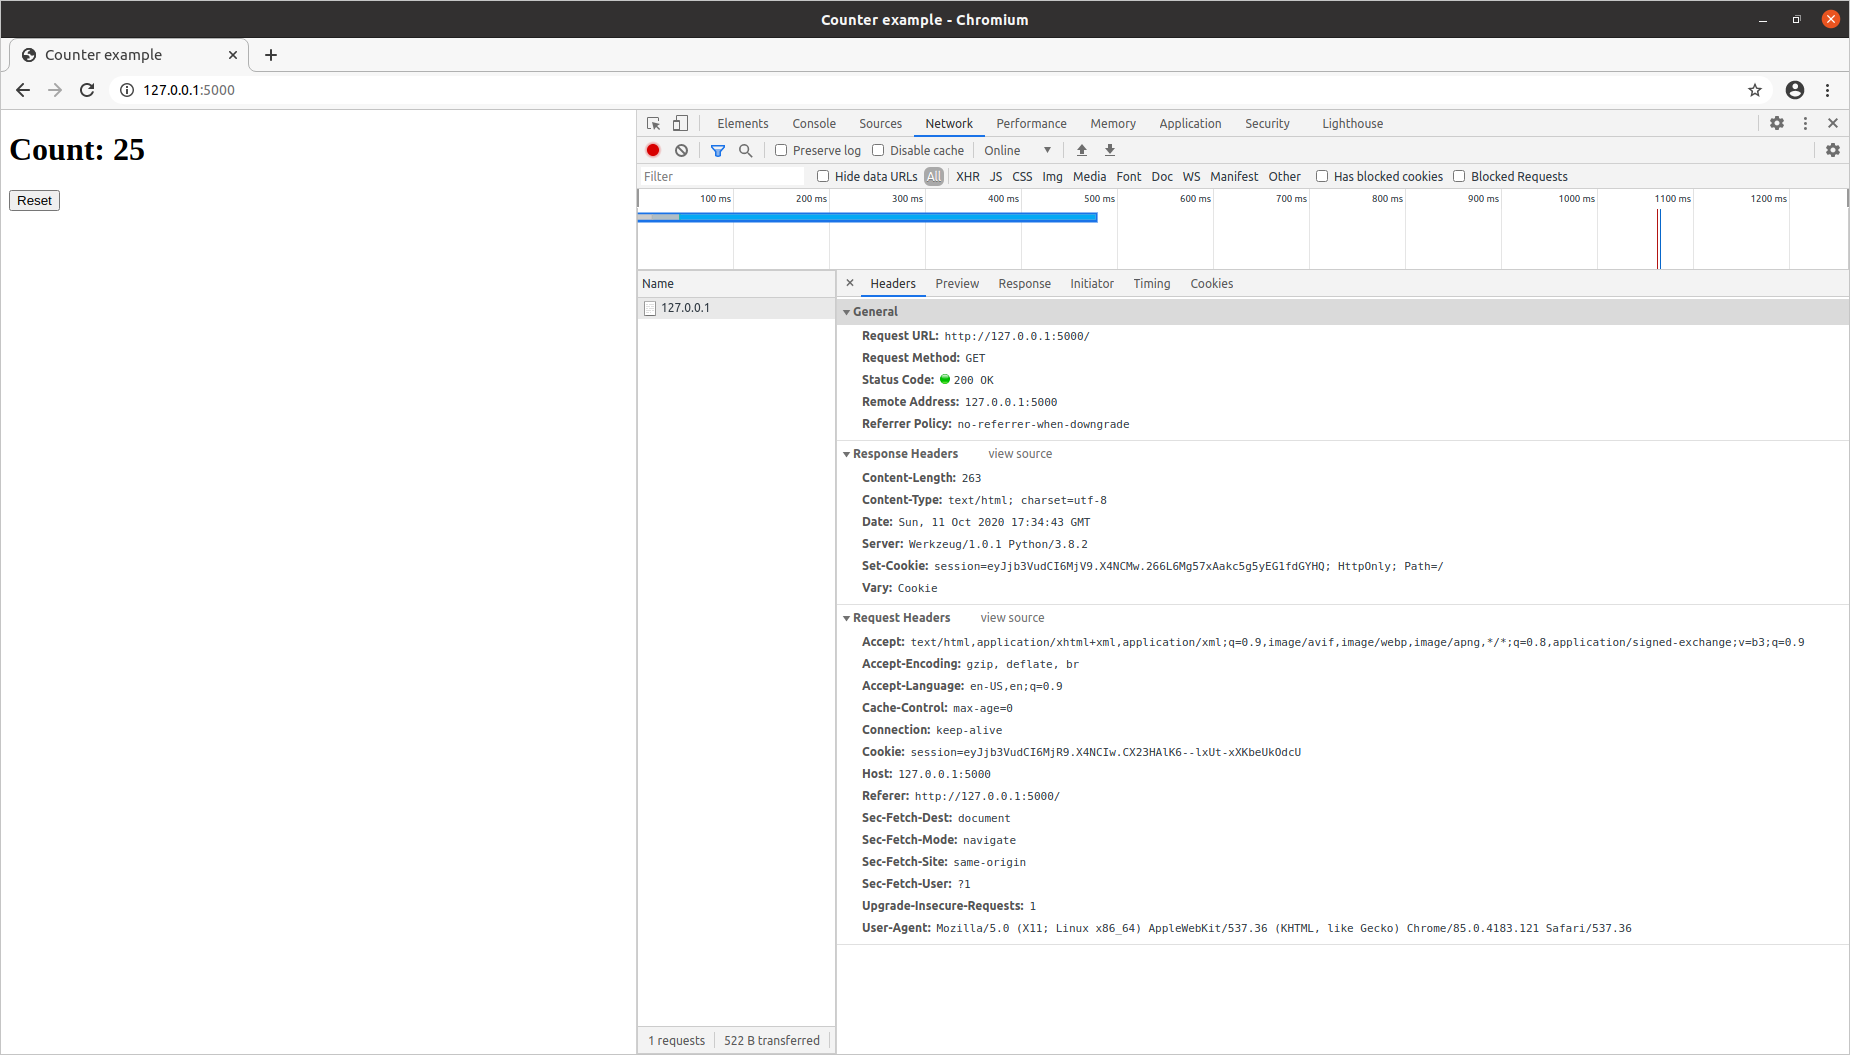 Counter example - Chromium
Counter example
127.0.0.1:5000
Count: 25
Reset
Elements Console Sources Network Performance Memory Application Security Lighthouse
Preserve log Disable cache Online
Filter Hide data URLs All XHR JS CSS Img Media Font Doc WS Manifest Other Has blocked cookies Blocked Requests
100 ms 200 ms 300 ms 400 ms 500 ms 600 ms 700 ms 800 ms 900 ms 1000 ms 1100 ms 1200 ms
Name
127.0.0.1
Headers Preview Response Initiator Timing Cookies
General
Request URL: http://127.0.0.1:5000/
Request Method: GET
Status Code: 200 OK
Remote Address: 127.0.0.1:5000
Referrer Policy: no-referrer-when-downgrade
Response Headers view source
Content-Length: 263
Content-Type: text/html; charset=utf-8
Date: Sun, 11 Oct 2020 17:34:43 GMT
Server: Werkzeug/1.0.1 Python/3.8.2
Set-Cookie: session=eyJjb3VudCI6MjV9.X4NCMw.266L6Mg57xAakc5g5yEG1fdGYHQ; HttpOnly; Path=/
Vary: Cookie
Request Headers view source
Accept: text/html,application/xhtml+xml,application/xml;q=0.9,image/avif,image/webp,image/apng,*/*;q=0.8,application/signed-exchange;v=b3;q=0.9
Accept-Encoding: gzip, deflate, br
Accept-Language: en-US,en;q=0.9
Cache-Control: max-age=0
Connection: keep-alive
Cookie: session=eyJjb3VudCI6MjR9.X4NCIw.CX23HAlK6--lxUt-xXKbeUkOdcU
Host: 127.0.0.1:5000
Referer: http://127.0.0.1:5000/
Sec-Fetch-Dest: document
Sec-Fetch-Mode: navigate
Sec-Fetch-Site: same-origin
Sec-Fetch-User: ?1
Upgrade-Insecure-Requests: 1
User-Agent: Mozilla/5.0 (X11; Linux x86_64) AppleWebKit/537.36 (KHTML, like Gecko) Chrome/85.0.4183.121 Safari/537.36
1 requests 522 B transferred